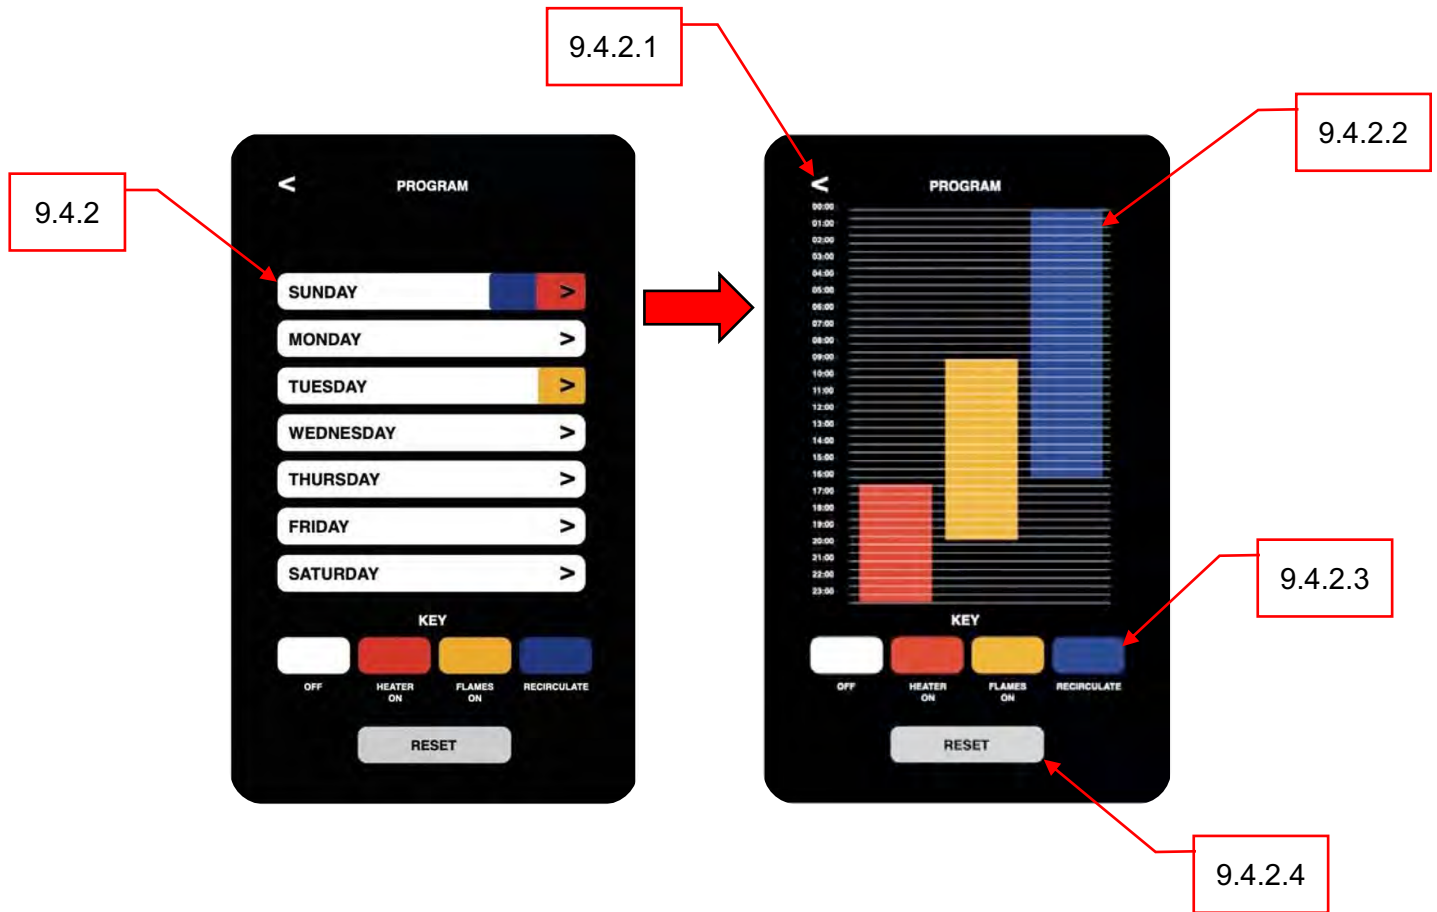 9.4.2.1
9.4.2.2
9.4.2
< PROGRAM
SUNDAY >
MONDAY >
TUESDAY >
WEDNESDAY >
THURSDAY >
FRIDAY >
SATURDAY >
KEY
OFF
HEATER
ON
FLAMES
ON
RECIRCULATE
RESET
< PROGRAM
00:00
01:00
02:00
03:00
04:00
05:00
06:00
07:00
08:00
09:00
10:00
11:00
12:00
13:00
14:00
15:00
16:00
17:00
18:00
19:00
20:00
21:00
22:00
23:00
KEY
OFF
HEATER
ON
FLAMES
ON
RECIRCULATE
RESET
9.4.2.3
9.4.2.4